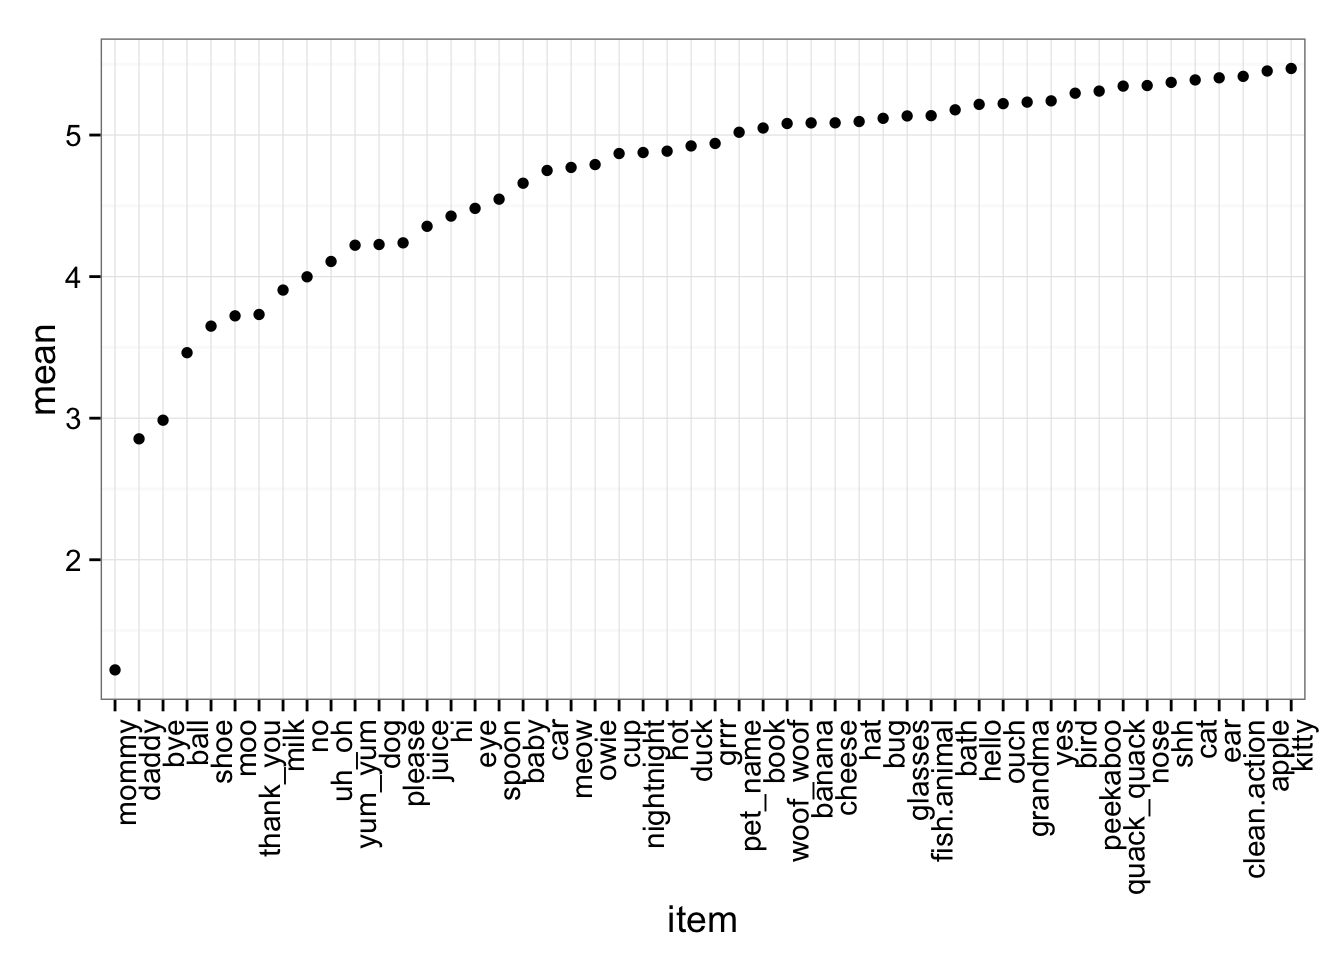 5
4
3
2
mean
mommy
daddy
bye
ball
shoe
moo
thank_you
milk
no
uh_oh
yum_yum
dog
please
juice
hi
eye
spoon
baby
car
meow
owie
cup
nightnight
hot
duck
grrr
pet_name
book
woof_woof
banana
cheese
hat
bug
glasses
fish.animal
bath
hello
ouch
grandma
yes
bird
peekaboo
quack_quack
nose
shh
cat
ear
clean.action
apple
kitty
item